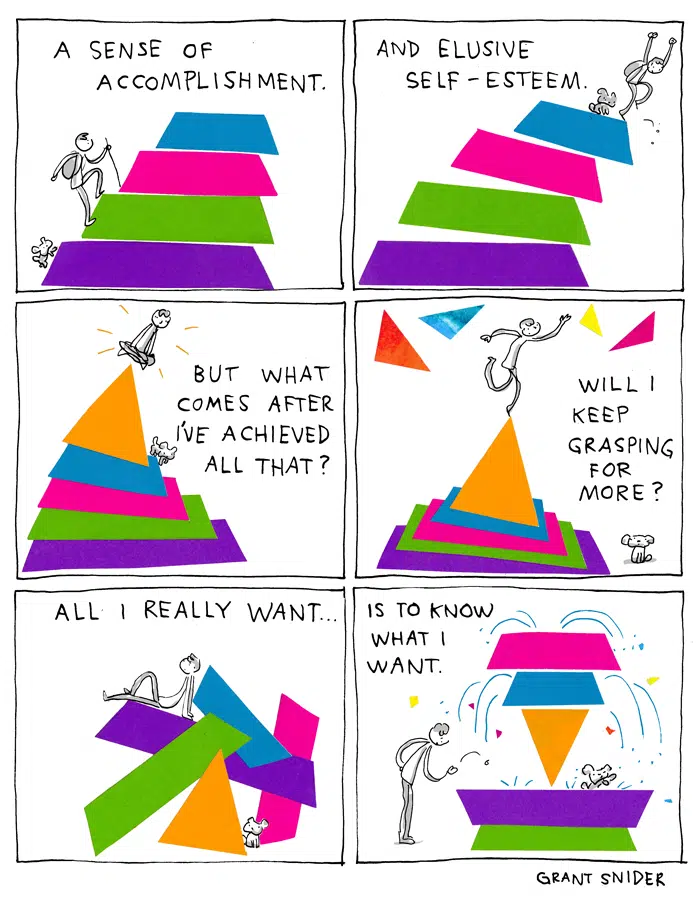 A SENSE OF
ACCOMPLISHMENT.
AND ELUSIVE
SELF-ESTEEM.
BUT WHAT
COMES AFTER
I'VE ACHIEVED
ALL THAT?
WILL I
KEEP
GRASPING
FOR
MORE?
ALL I REALLY WANT...
IS TO KNOW
WHAT I
WANT.
GRANT SNIDER